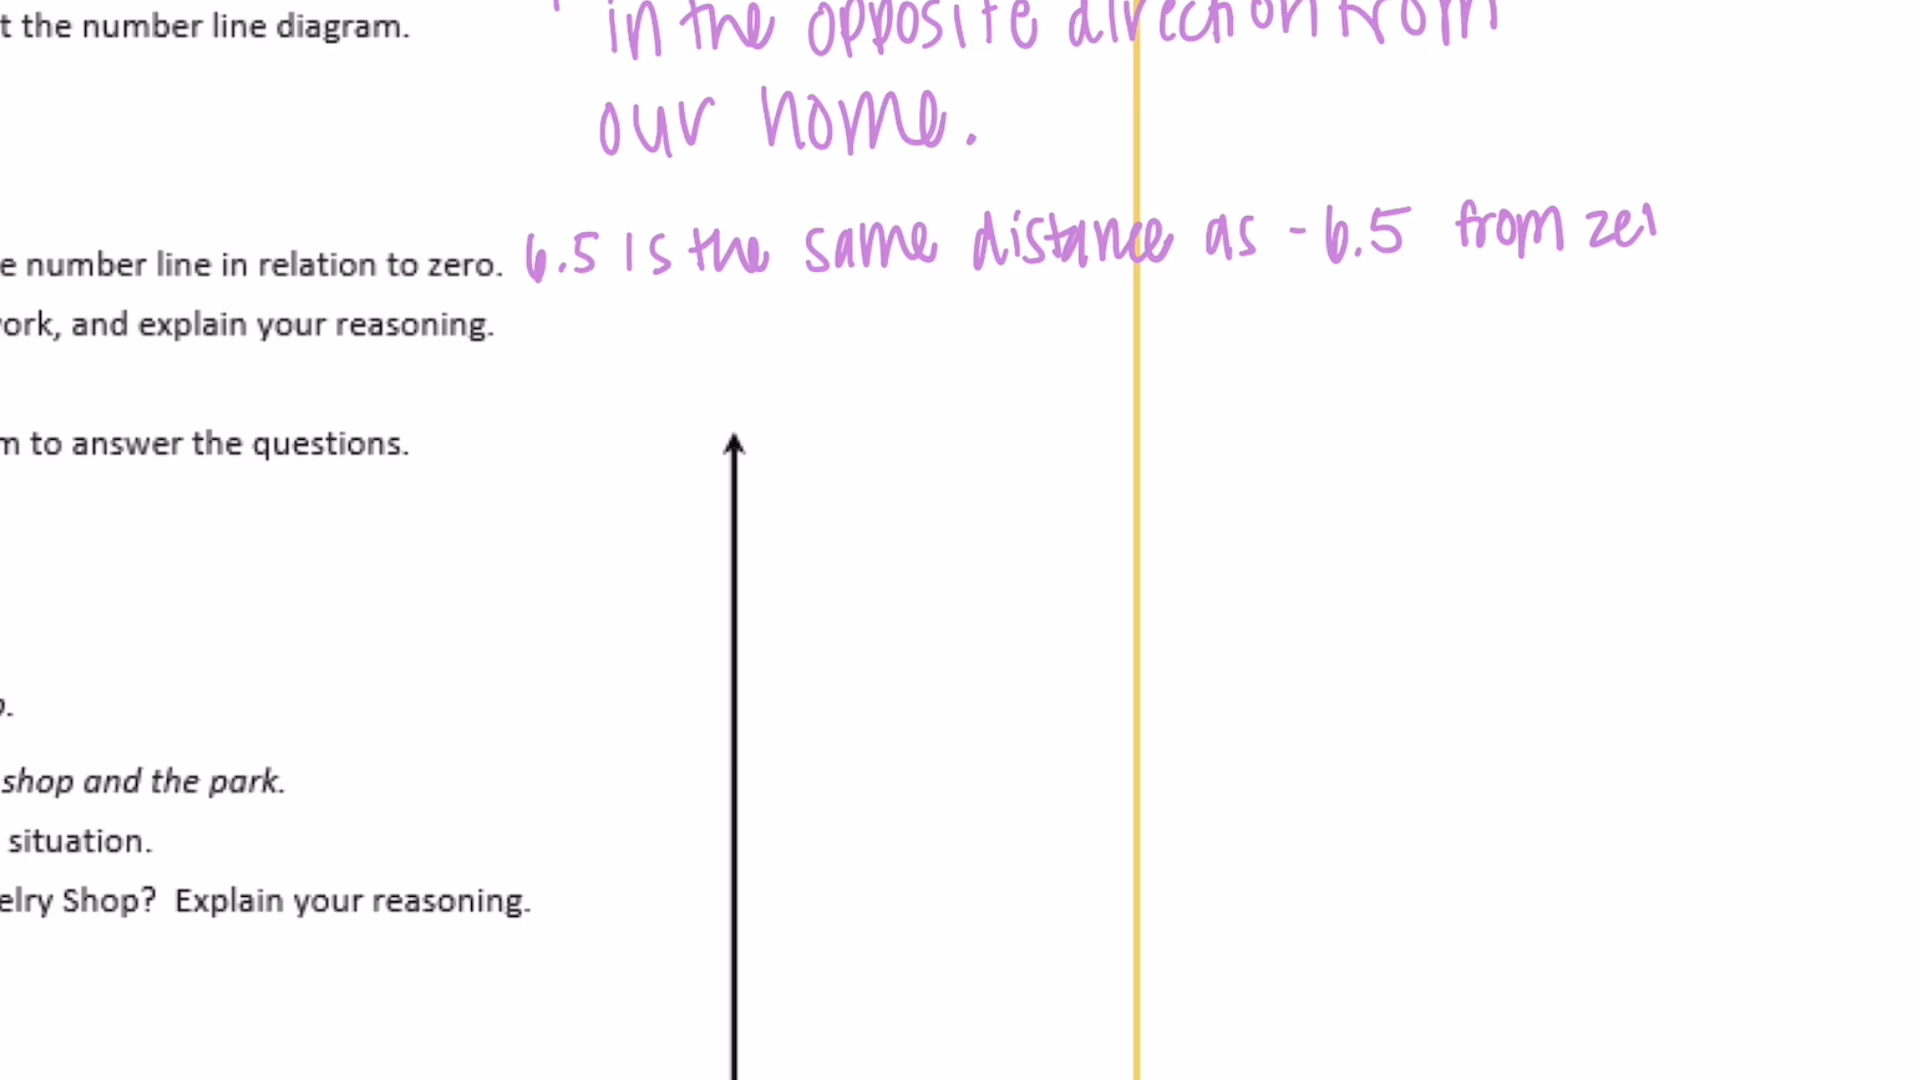 t the number line diagram.
in the opposite direction from
our home.
e number line in relation to zero.
6.5 is the same distance as -6.5 from zer
ork, and explain your reasoning.
m to answer the questions.
.
shop and the park.
situation.
elry Shop? Explain your reasoning.